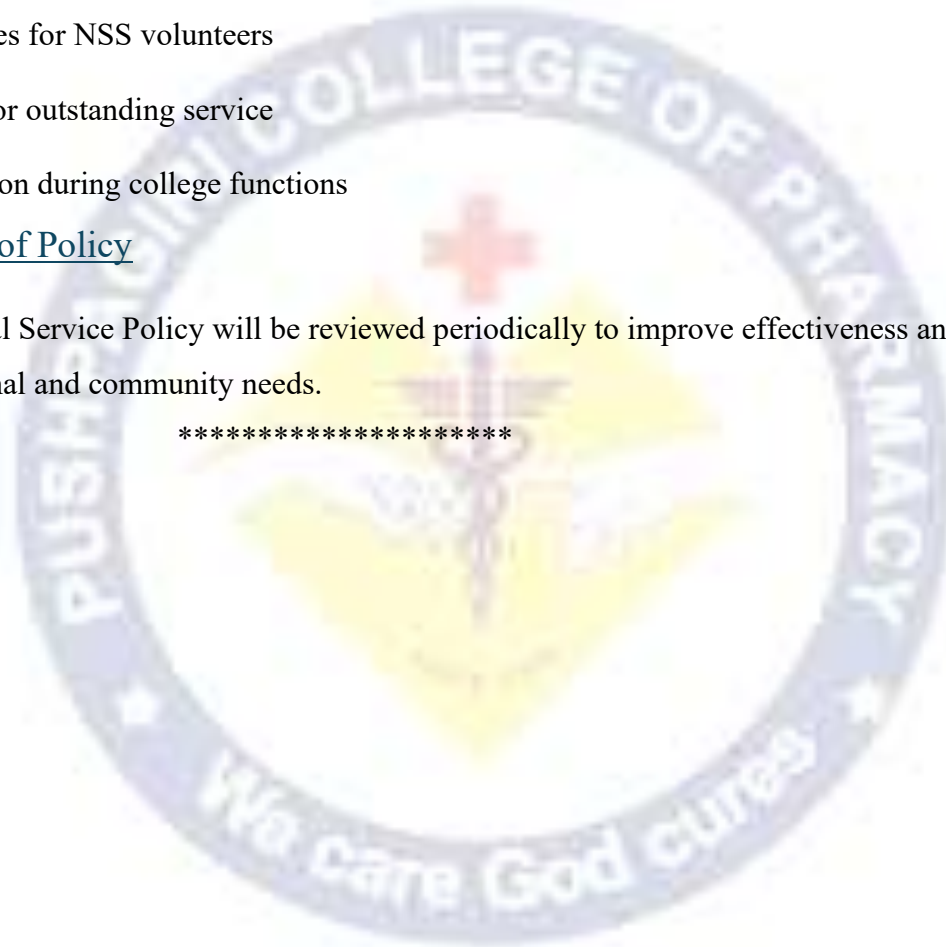 es for NSS volunteers
or outstanding service
on during college functions
of Policy
l Service Policy will be reviewed periodically to improve effectiveness an
nal and community needs.
*********************
PUSHPAGIRI COLLEGE OF PHARMACY
We care God cures